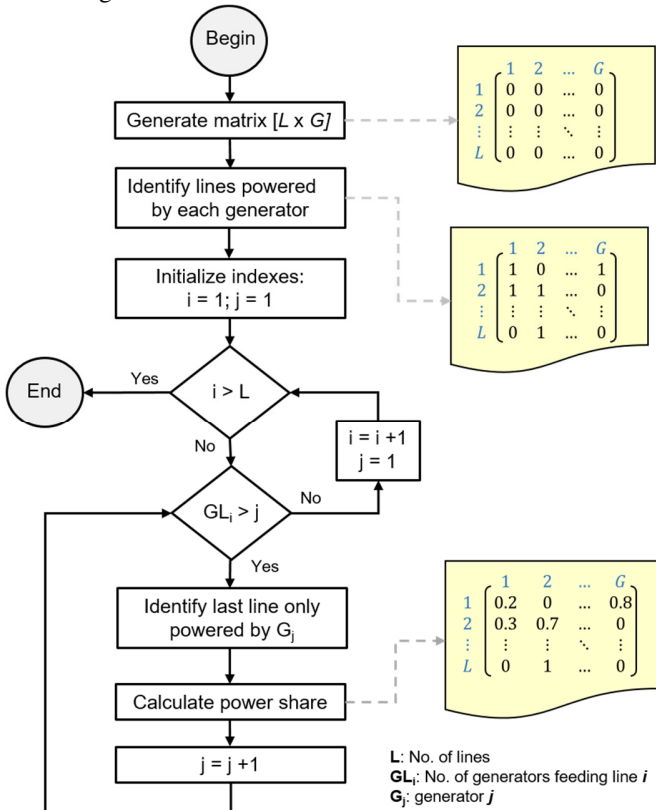 Begin
Generate matrix [L x G]
1 2 ... G
1 0 0 ... 0
2 0 0 ... 0
⋮ ⋮ ⋮ ⋱ ⋮
L 0 0 ... 0
Identify lines powered
by each generator
1 2 ... G
1 1 0 ... 1
2 1 1 ... 0
⋮ ⋮ ⋮ ⋱ ⋮
L 0 1 ... 0
Initialize indexes:
i = 1; j = 1
i > L
Yes
End
No
i = i +1
j = 1
GLi > j
No
Yes
Identify last line only
powered by Gj
1 2 ... G
1 0.2 0 ... 0.8
2 0.3 0.7 ... 0
⋮ ⋮ ⋮ ⋱ ⋮
L 0 1 ... 0
Calculate power share
j = j +1
L: No. of lines
GLi: No. of generators feeding line i
Gj: generator j